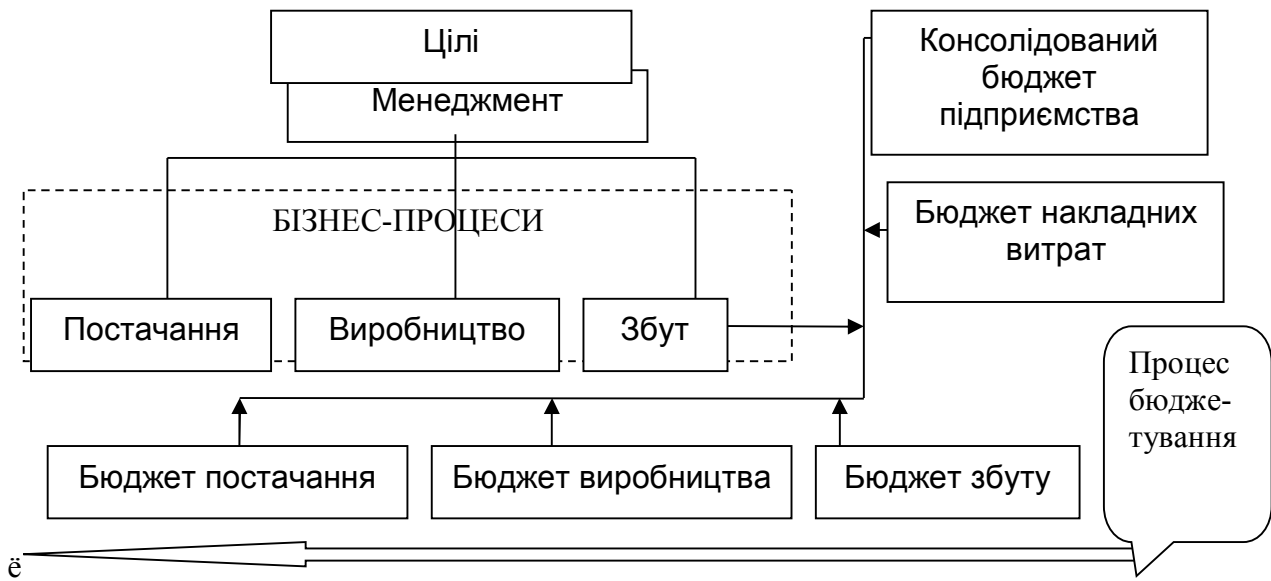 Цілі
Менеджмент
Консолідований
бюджет
підприємства
БІЗНЕС-ПРОЦЕСИ
Бюджет накладних
витрат
Постачання
Виробництво
Збут
Процес
бюдже-
тування
Бюджет постачання
Бюджет виробництва
Бюджет збуту
ё